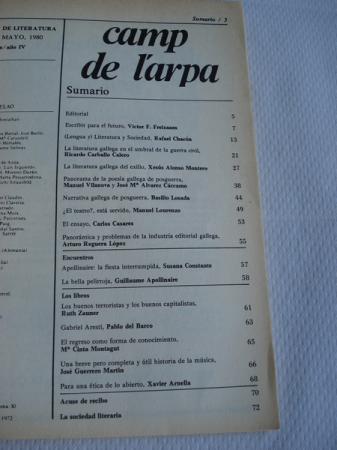 Sumario / 3
DE LITERATURA
MAYO, 1980
/año IV
camp
de l'arpa
Sumario
Editorial 5
Escribir para el futuro, Víctor F. Freixanes 7
(Lengua y) Literatura y Sociedad, Rafael Chacón 13
La literatura gallega en el umbral de la guerra civil,
Ricardo Carballo Calero 21
La literatura gallega del exilio, Xesús Alonso Montero 27
Panorama de la poesía gallega de posguerra,
Manuel Vilanova y José Mª Alvarez Cáccamo 38
Narrativa gallega de posguerra, Basilio Losada 44
¿El teatro?, está servido, Manuel Lourenzo 49
El ensayo, Carlos Casares 53
Panorámica y problemas de la industria editorial gallega,
Arturo Reguera López 55
Encuentros
Apollinaire: la fiesta interrumpida, Susana Constante 57
La bella pelirroja, Guillaume Apollinaire 58
Los libros
Los buenos terroristas y los buenos capitalistas,
Ruth Zauner 61
Gabriel Aresti, Pablo del Barco 63
El regreso como forma de conocimiento,
Mª Cinta Montagut 65
Una breve pero completa y útil historia de la música,
José Guerrero Martín 66
Para una ética de lo abierto, Xavier Arnella 68
Acuse de recibo 70
La sociedad literaria 72
1972